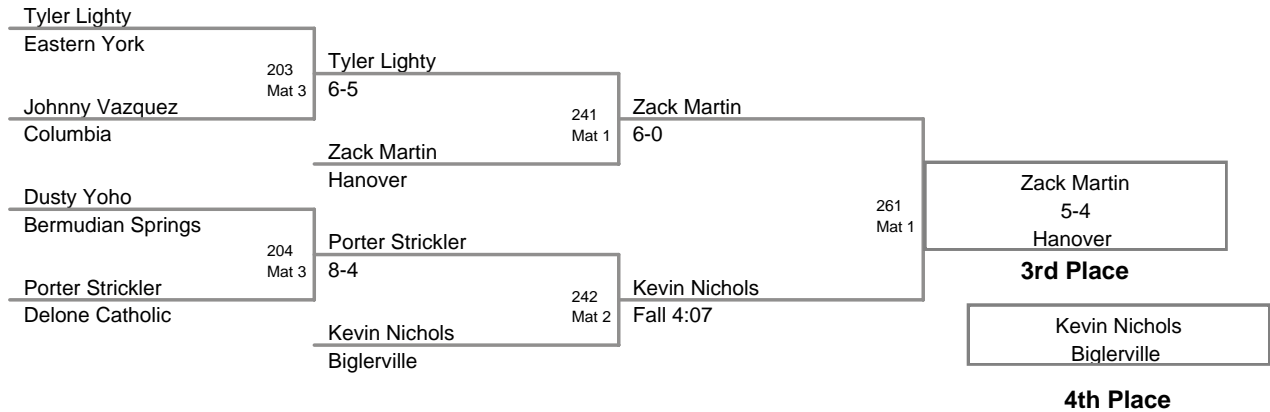 Tyler Lighty
Eastern York
203
Mat 3
Tyler Lighty
6-5
Johnny Vazquez
Columbia
241
Mat 1
Zack Martin
6-0
Zack Martin
Hanover
Dusty Yoho
Bermudian Springs
204
Mat 3
Porter Strickler
8-4
Porter Strickler
Delone Catholic
242
Mat 2
Kevin Nichols
Fall 4:07
Kevin Nichols
Biglerville
261
Mat 1
Zack Martin
5-4
Hanover
3rd Place
Kevin Nichols
Biglerville
4th Place